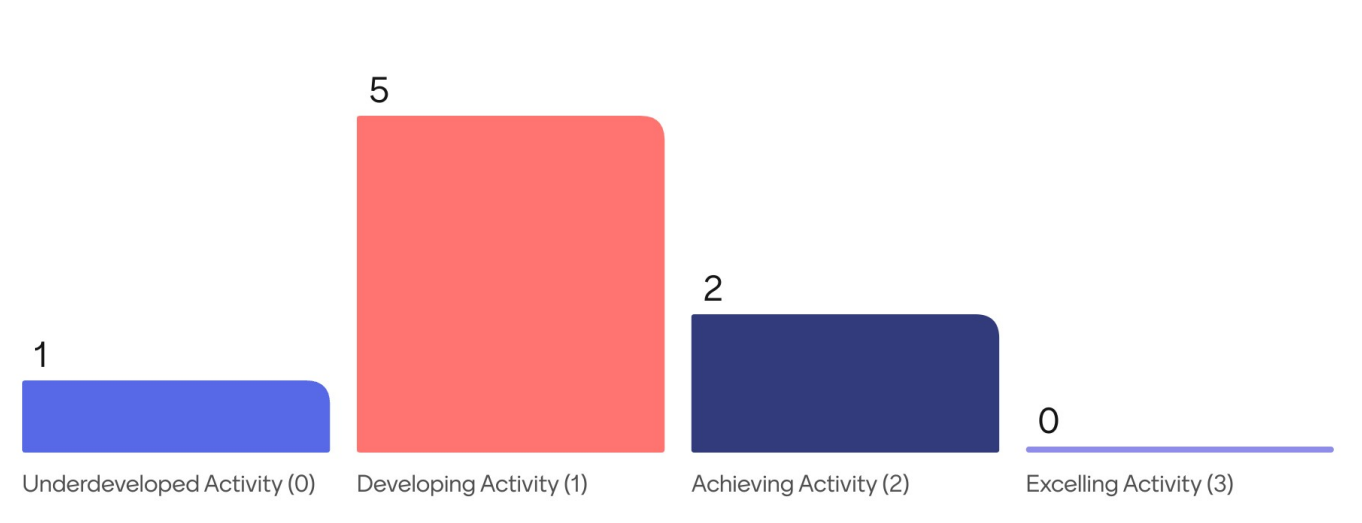 5
2
1
0
Underdeveloped Activity (0)
Developing Activity (1)
Achieving Activity (2)
Excelling Activity (3)